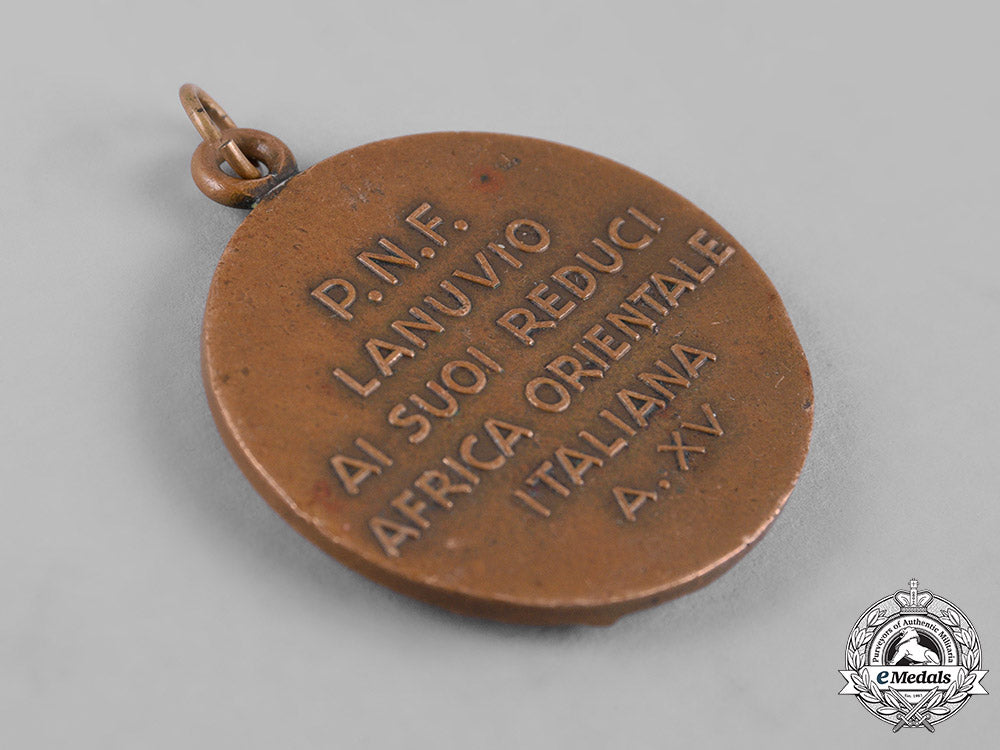 P.N.F.
LANUVIO
AI SUOI REDUCI
AFRICA ORIENTALE
ITALIANA
A. XV
Purveyors of Authentic Militaria
eMedals